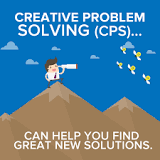 CREATIVE PROBLEM
SOLVING (CPS)...
CAN HELP YOU FIND
GREAT NEW SOLUTIONS.